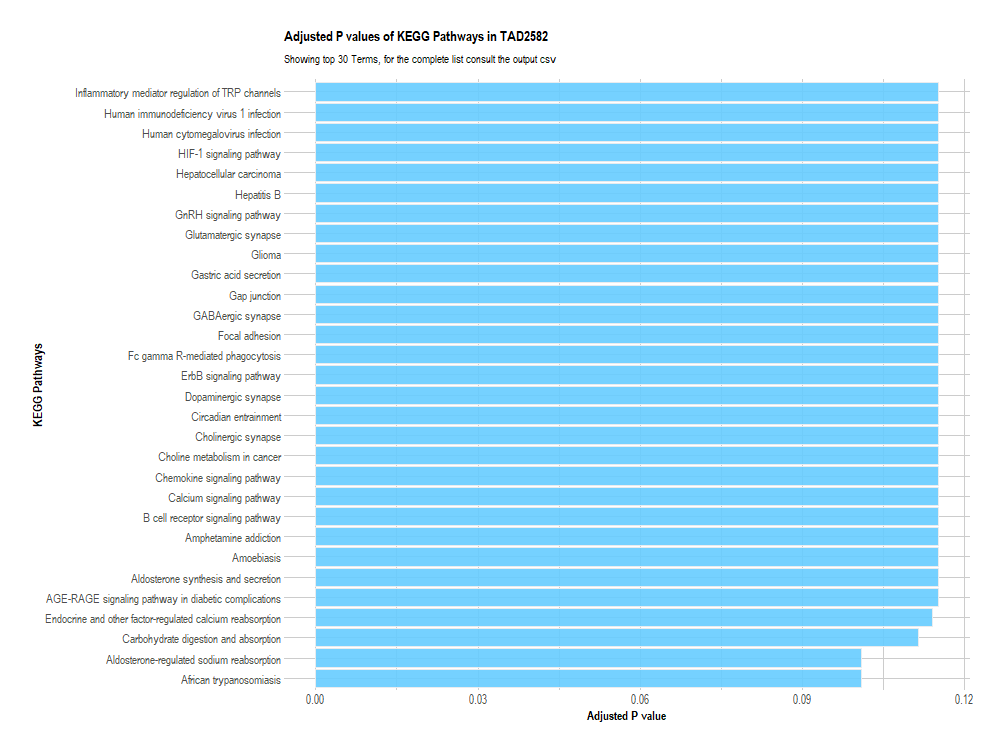 Adjusted P values of KEGG Pathways in TAD2582
Showing top 30 Terms, for the complete list consult the output csv
KEGG Pathways
Inflammatory mediator regulation of TRP channels
Human immunodeficiency virus 1 infection
Human cytomegalovirus infection
HIF-1 signaling pathway
Hepatocellular carcinoma
Hepatitis B
GnRH signaling pathway
Glutamatergic synapse
Glioma
Gastric acid secretion
Gap junction
GABAergic synapse
Focal adhesion
Fc gamma R-mediated phagocytosis
ErbB signaling pathway
Dopaminergic synapse
Circadian entrainment
Cholinergic synapse
Choline metabolism in cancer
Chemokine signaling pathway
Calcium signaling pathway
B cell receptor signaling pathway
Amphetamine addiction
Amoebiasis
Aldosterone synthesis and secretion
AGE-RAGE signaling pathway in diabetic complications
Endocrine and other factor-regulated calcium reabsorption
Carbohydrate digestion and absorption
Aldosterone-regulated sodium reabsorption
African trypanosomiasis
0.00 0.03 0.06 0.09 0.12
Adjusted P value